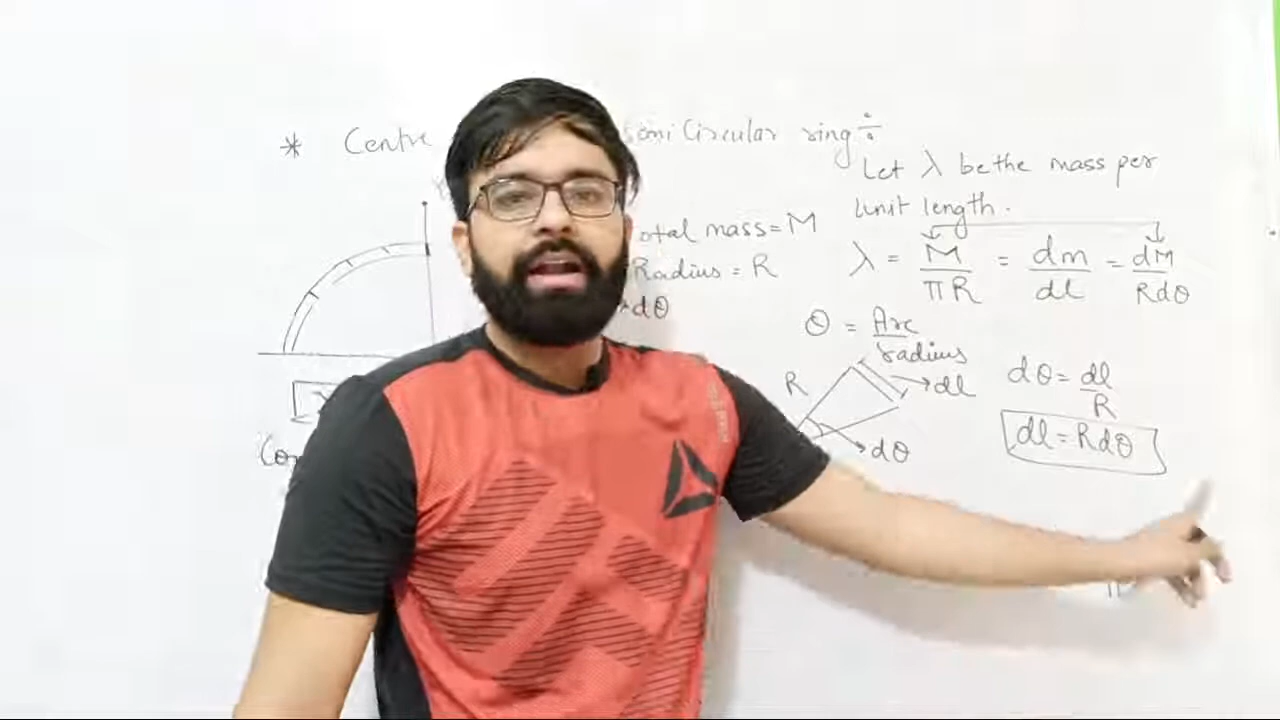 * Centre Semi Circular ring ÷
Let λ be the mass per
unit length.
otal mass = M
Radius = R
dθ
λ = M/πR = dm/dl = dM/Rdθ
θ = Arc/radius
R
dl
dθ
dθ = dl/R
dl = Rdθ